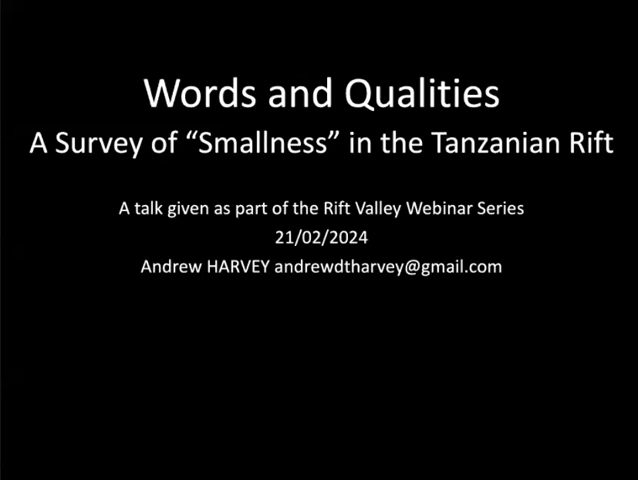 Words and Qualities
A Survey of “Smallness” in the Tanzanian Rift
A talk given as part of the Rift Valley Webinar Series
21/02/2024
Andrew HARVEY andrewdtharvey@gmail.com